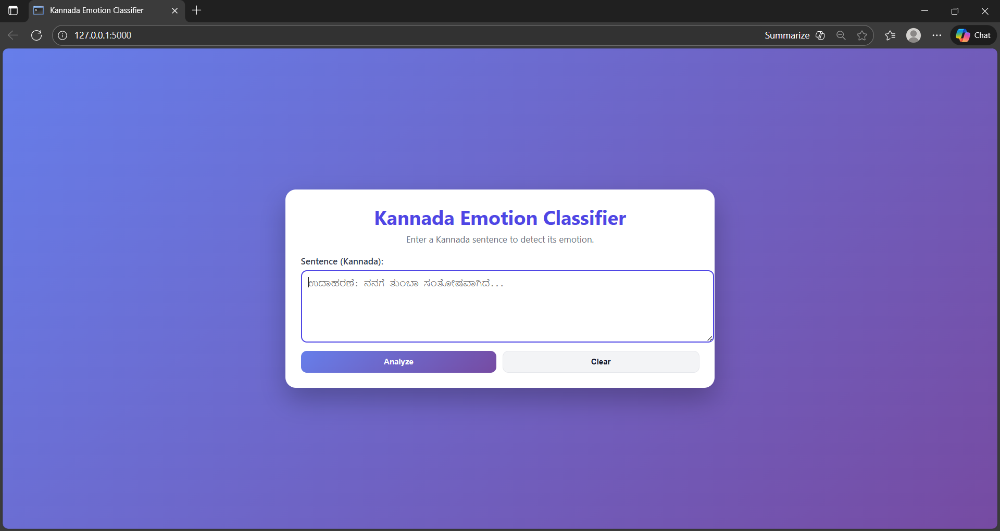 Kannada Emotion Classifier
127.0.0.1:5000
Summarize
Chat
Kannada Emotion Classifier
Enter a Kannada sentence to detect its emotion.
Sentence (Kannada):
ಉದಾಹರಣೆ: ನನಗೆ ತುಂಬಾ ಸಂತೋಷವಾಗಿದೆ...
Analyze
Clear